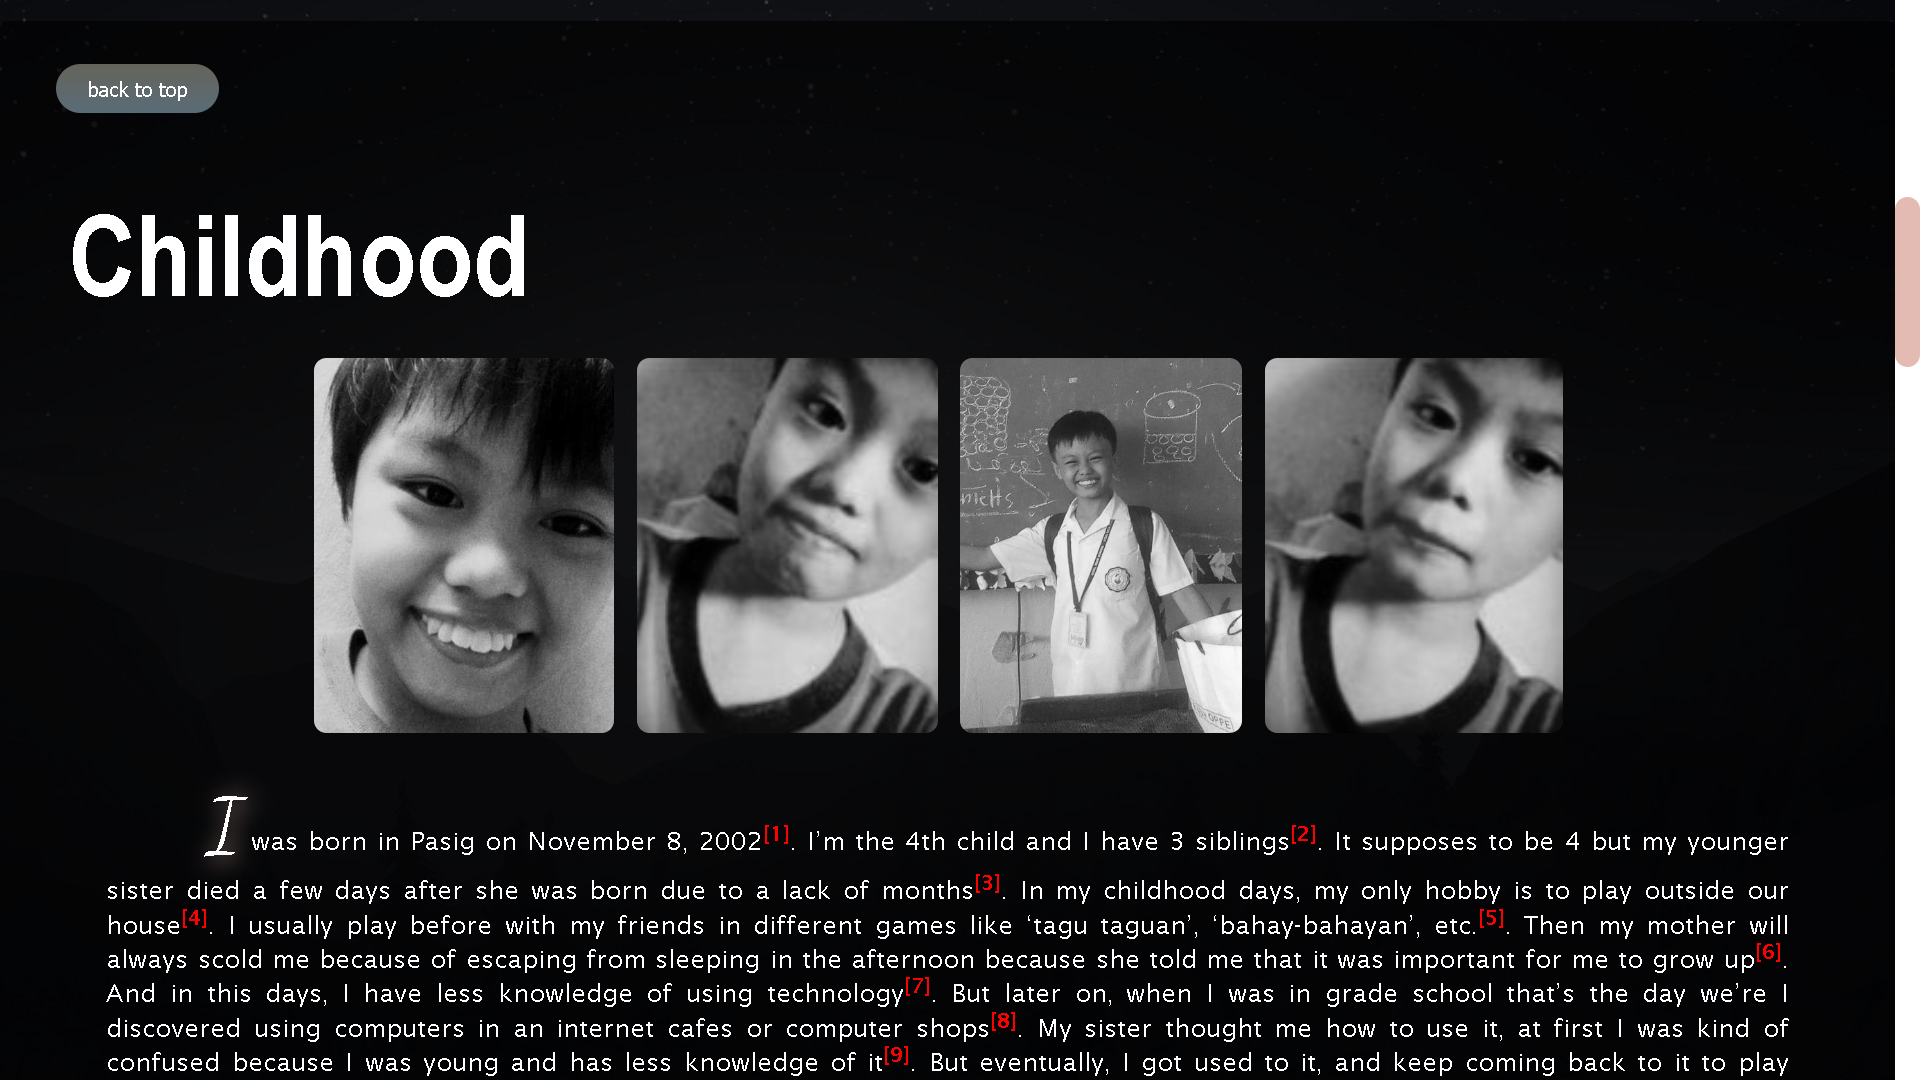 back to top
Childhood
I was born in Pasig on November 8, 2002[1]. I’m the 4th child and I have 3 siblings[2]. It supposes to be 4 but my younger
sister died a few days after she was born due to a lack of months[3]. In my childhood days, my only hobby is to play outside our
house[4]. I usually play before with my friends in different games like ‘tagu taguan’, ‘bahay-bahayan’, etc.[5]. Then my mother will
always scold me because of escaping from sleeping in the afternoon because she told me that it was important for me to grow up[6].
And in this days, I have less knowledge of using technology[7]. But later on, when I was in grade school that’s the day we’re I
discovered using computers in an internet cafes or computer shops[8]. My sister thought me how to use it, at first I was kind of
confused because I was young and has less knowledge of it[9]. But eventually, I got used to it, and keep coming back to it to play